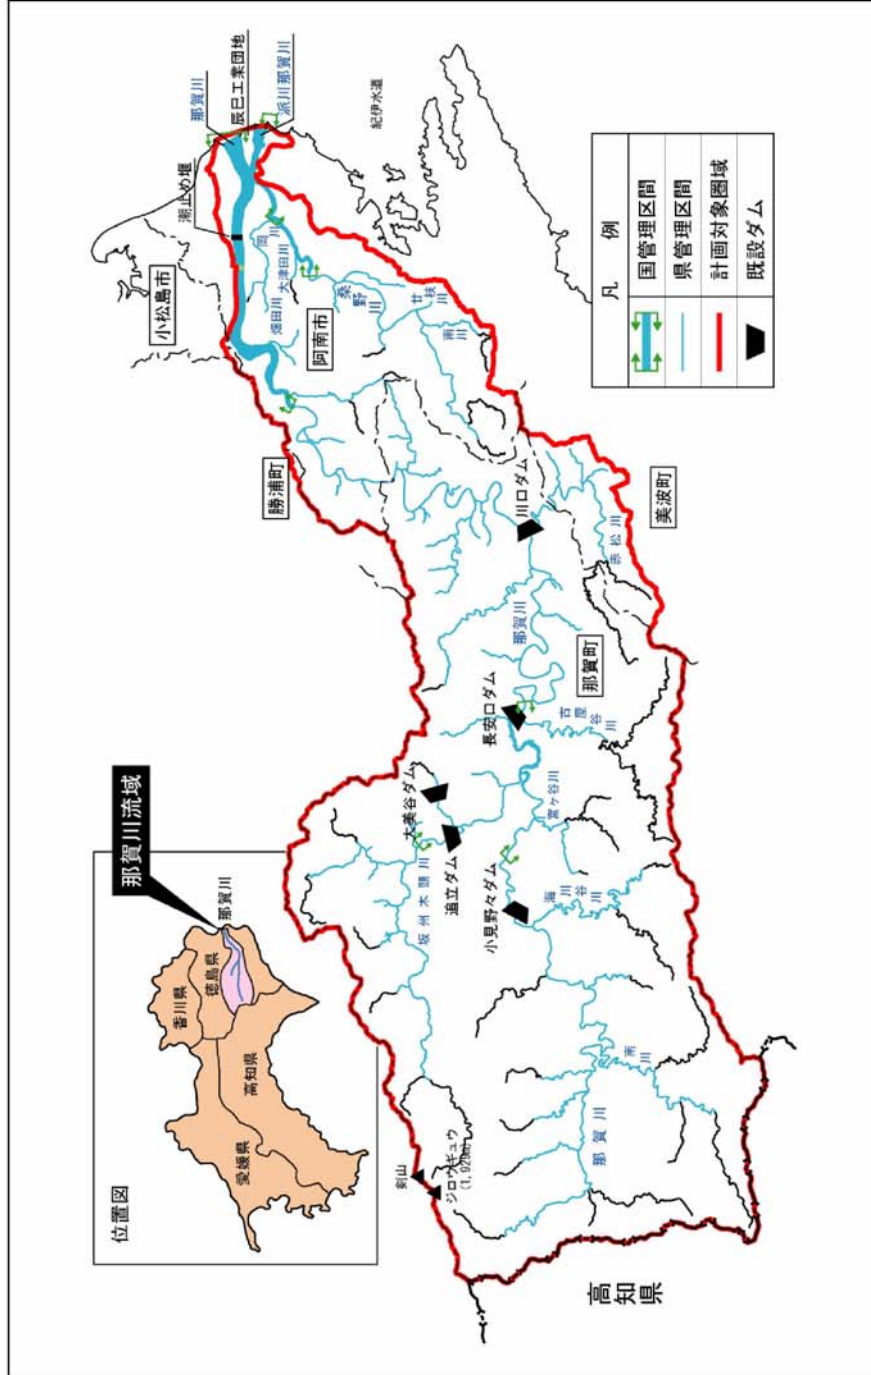 位置図
愛媛県
香川県
徳島県
高知県
那賀川
那賀川流域
小松島市
勝浦町
阿南市
那賀町
美波町
高知県
那賀川
辰巳工業団地
派川那賀川
潮止め堰
紀伊水道
岡川
大津田川
畑田川
桑野川
廿枝川
南川
川口ダム
赤松川
那賀川
長安口ダム
古屋谷川
大美谷ダム
追立ダム
宮ヶ谷川
坂州木頭川
小見野々ダム
海川谷川
南川
那賀川
剣山
ジロウギュウ
(1,929m)
凡 例
国管理区間
県管理区間
計画対象圏域
既設ダム